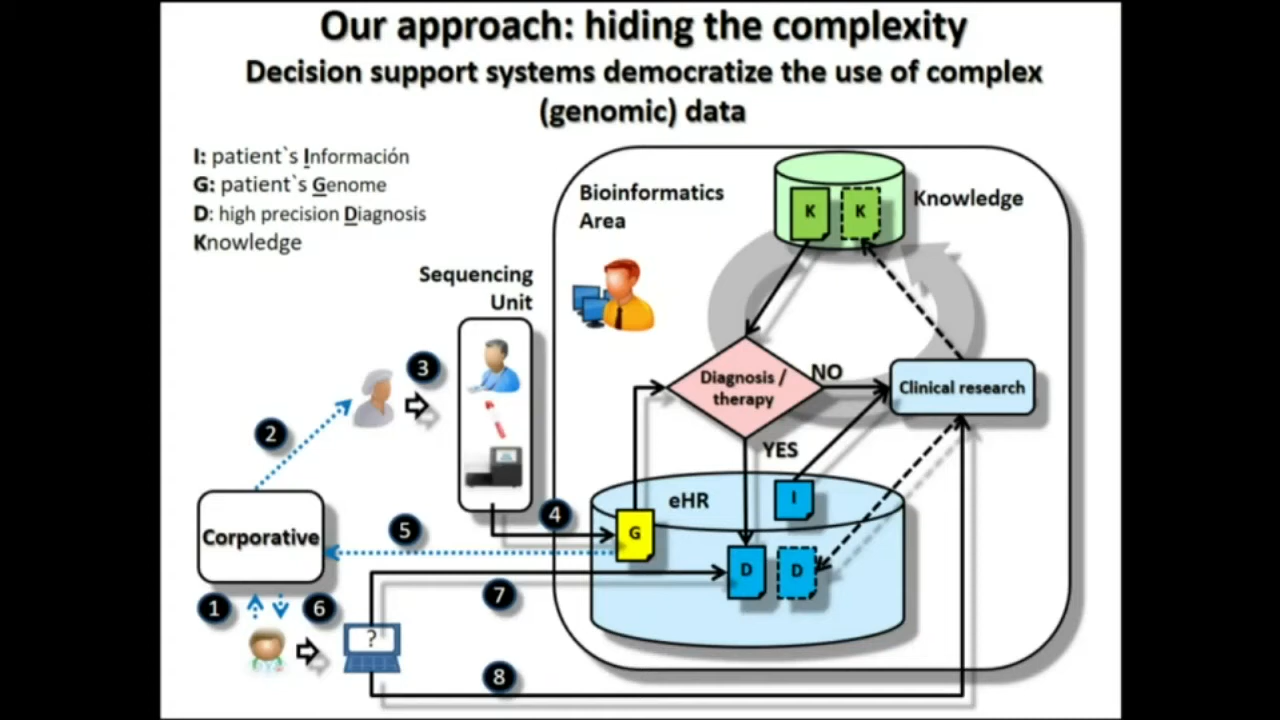 Our approach: hiding the complexity
Decision support systems democratize the use of complex
(genomic) data
I: patient`s Información
G: patient`s Genome
D: high precision Diagnosis
Knowledge
Bioinformatics
Area
K
K
Knowledge
Sequencing
Unit
3
Diagnosis /
therapy
NO
Clinical research
2
YES
eHR
I
4
5
G
Corporative
D
D
7
1
6
?
8